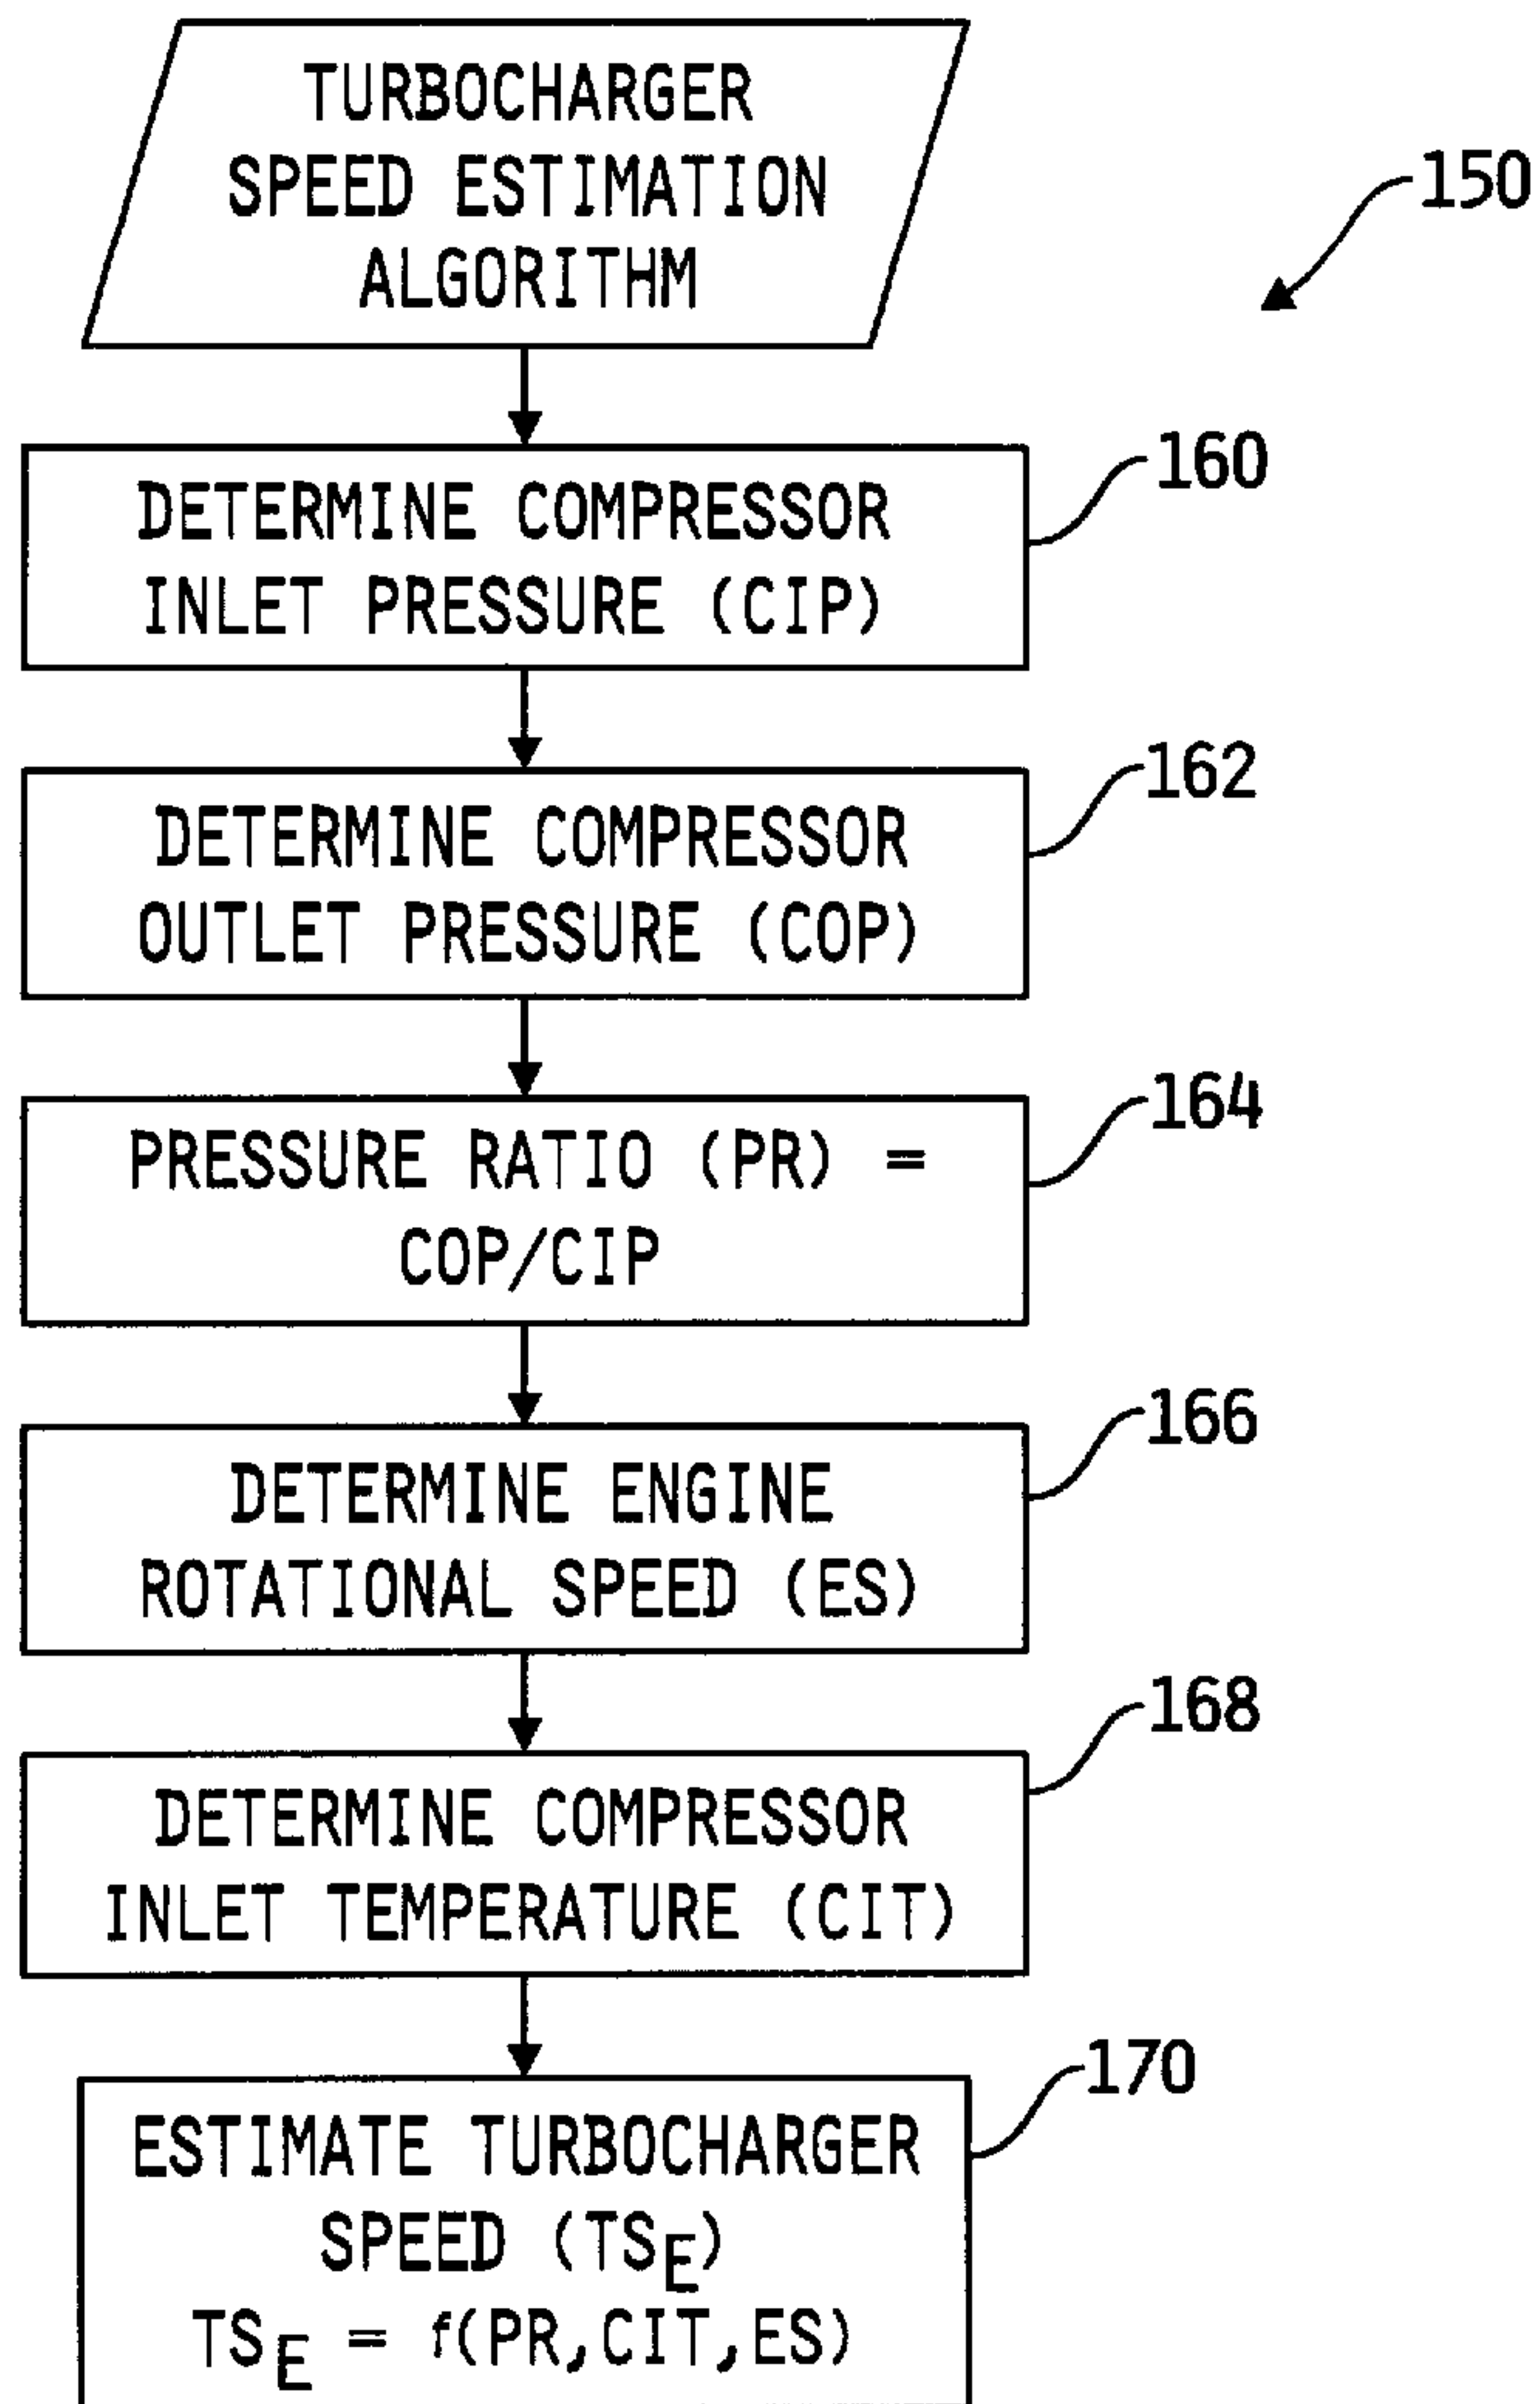 TURBOCHARGER
SPEED ESTIMATION
ALGORITHM
150
DETERMINE COMPRESSOR
INLET PRESSURE (CIP)
160
DETERMINE COMPRESSOR
OUTLET PRESSURE (COP)
162
PRESSURE RATIO (PR) =
COP/CIP
164
DETERMINE ENGINE
ROTATIONAL SPEED (ES)
166
DETERMINE COMPRESSOR
INLET TEMPERATURE (CIT)
168
ESTIMATE TURBOCHARGER
SPEED (TSE)
TSE = f(PR,CIT,ES)
170